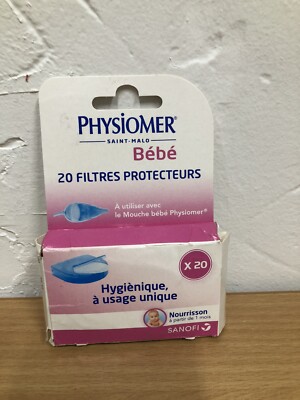 PHYSIOMER®
SAINT-MALO
Bébé
20 FILTRES PROTECTEURS
À utiliser avec
le Mouche bébé Physiomer®
X 20
Hygiènique,
à usage unique
Nourrisson
à partir de 1 mois
SANOFI